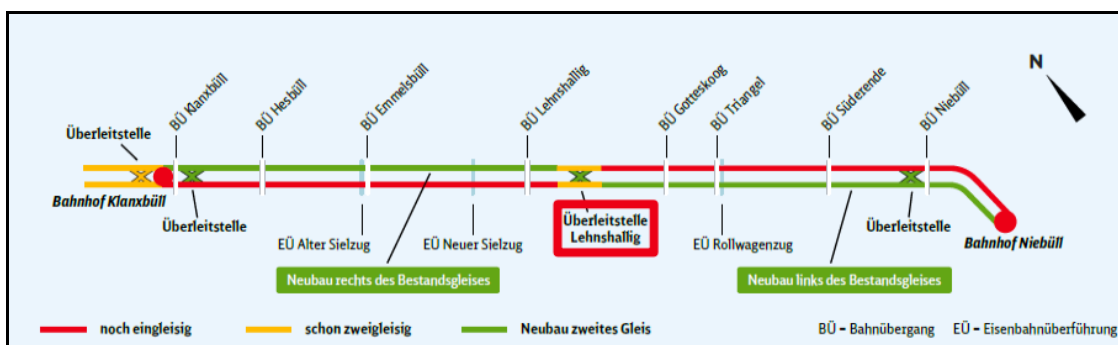 N
BÜ Klanxbüll
BÜ Hesbüll
BÜ Emmelsbüll
BÜ Lehnshallig
BÜ Gotteskoog
BÜ Triangel
BÜ Süderende
BÜ Niebüll
Überleitstelle
Bahnhof Klanxbüll
Überleitstelle
EÜ Alter Sielzug
EÜ Neuer Sielzug
Überleitstelle
Lehnshallig
EÜ Rollwagenzug
Überleitstelle
Bahnhof Niebüll
Neubau rechts des Bestandsgleises
Neubau links des Bestandsgleises
noch eingleisig
schon zweigleisig
Neubau zweites Gleis
BÜ – Bahnübergang EÜ – Eisenbahnüberführung